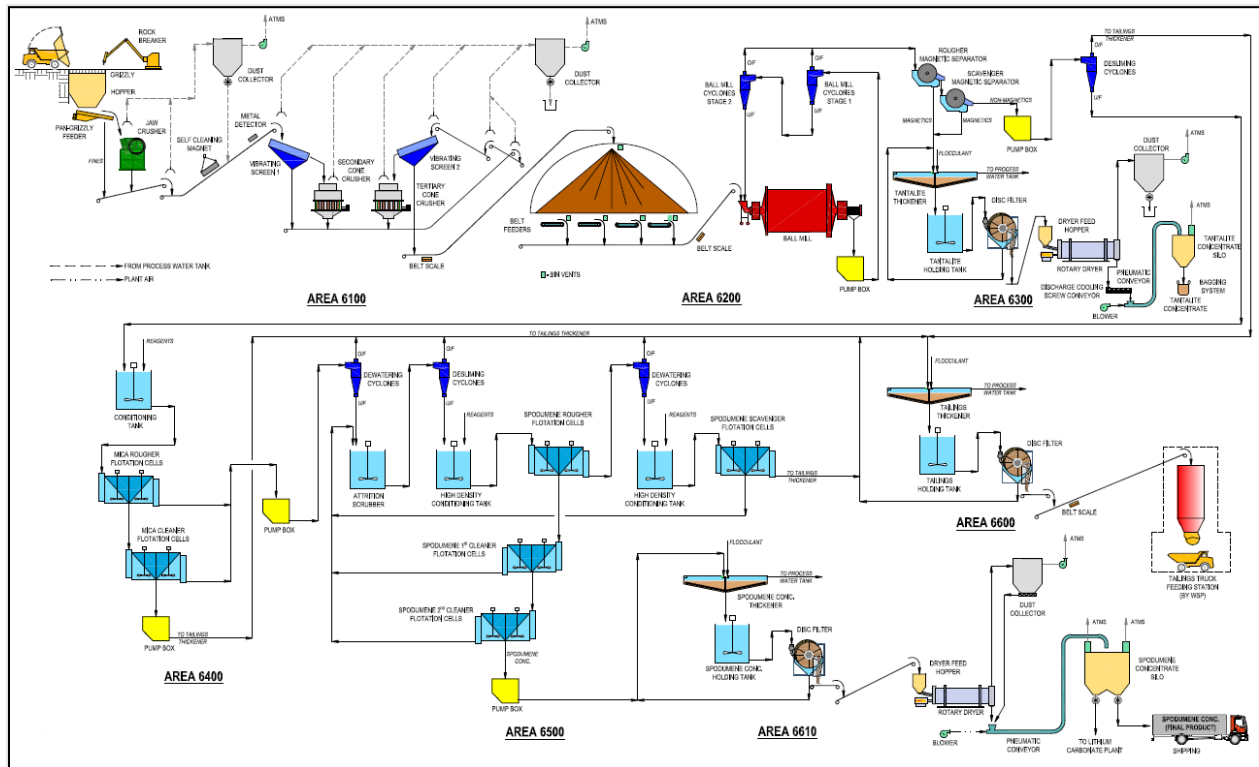 ROCK
BREAKER
GRIZZLY
HOPPER
PAN-GRIZZLY
FEEDER
JAW
CRUSHER
FINES
SELF CLEANING
MAGNET
METAL
DETECTOR
DUST
COLLECTOR
ATMS
VIBRATING
SCREEN 1
SECONDARY
CONE
CRUSHER
VIBRATING
SCREEN 2
TERTIARY
CONE
CRUSHER
DUST
COLLECTOR
ATMS
BELT SCALE
FROM PROCESS WATER TANK
PLANT AIR
AREA 6100
BELT
FEEDERS
- BIN VENTS
BELT SCALE
BALL MILL
CYCLONES
STAGE 2
O/F
U/F
BALL MILL
CYCLONES
STAGE 1
O/F
U/F
BALL MILL
PUMP BOX
AREA 6200
ROUGHER
MAGNETIC SEPARATOR
SCAVENGER
MAGNETIC SEPARATOR
NON-MAGNETICS
MAGNETICS
MAGNETICS
PUMP BOX
TO TAILINGS
THICKENER
O/F
DESLIMING
CYCLONES
U/F
FLOCCULANT
TO PROCESS
WATER TANK
TANTALITE
THICKENER
DISC FILTER
TANTALITE
HOLDING TANK
AREA 6300
DRYER FEED
HOPPER
ROTARY DRYER
DUST
COLLECTOR
ATMS
ATMS
TANTALITE
CONCENTRATE
SILO
PNEUMATIC
CONVEYOR
DISCHARGE COOLING
SCREW CONVEYOR
BLOWER
BAGGING
SYSTEM
TANTALITE
CONCENTRATE
TO TAILINGS THICKENER
REAGENTS
CONDITIONING
TANK
MICA ROUGHER
FLOTATION CELLS
MICA CLEANER
FLOTATION CELLS
PUMP BOX
TO TAILINGS
THICKENER
AREA 6400
PUMP BOX
O/F
DEWATERING
CYCLONES
U/F
ATTRITION
SCRUBBER
O/F
DESLIMING
CYCLONES
U/F
REAGENTS
HIGH DENSITY
CONDITIONING TANK
SPODUMENE ROUGHER
FLOTATION CELLS
O/F
DEWATERING
CYCLONES
U/F
REAGENTS
HIGH DENSITY
CONDITIONING TANK
SPODUMENE SCAVENGER
FLOTATION CELLS
TO TAILINGS
THICKENER
SPODUMENE 1ST CLEANER
FLOTATION CELLS
SPODUMENE 2ND CLEANER
FLOTATION CELLS
SPODUMENE
CONC.
PUMP BOX
AREA 6500
FLOCCULANT
TO PROCESS
WATER TANK
TAILINGS
THICKENER
DISC FILTER
TAILINGS
HOLDING TANK
AREA 6600
BELT SCALE
TAILINGS TRUCK
FEEDING STATION
(BY WSP)
FLOCCULANT
TO PROCESS
WATER TANK
SPODUMENE CONC.
THICKENER
DISC FILTER
SPODUMENE CONC.
HOLDING TANK
AREA 6610
DRYER FEED
HOPPER
ROTARY DRYER
BLOWER
PNEUMATIC
CONVEYOR
DUST
COLLECTOR
ATMS
ATMS
ATMS
SPODUMENE
CONCENTRATE
SILO
TO LITHIUM
CARBONATE PLANT
SPODUMENE CONC.
(FINAL PRODUCT)
SHIPPING